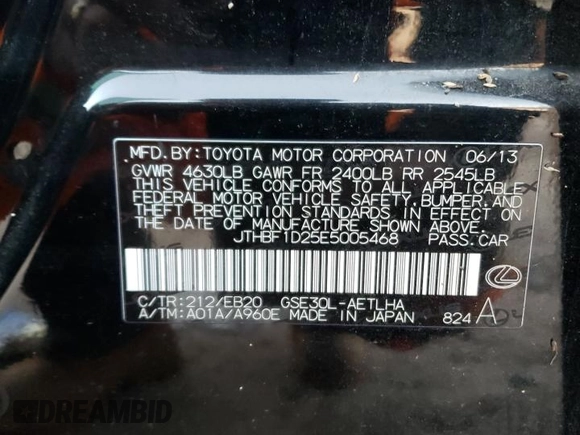 MFD.BY:TOYOTA MOTOR CORPORATION 06/13
GVWR 4630LB GAWR FR 2400LB RR 2545LB
THIS VEHICLE CONFORMS TO ALL APPLICABLE
FEDERAL MOTOR VEHICLE SAFETY,BUMPER,AND
THEFT PREVENTION STANDARDS IN EFFECT ON
THE DATE OF MANUFACTURE SHOWN ABOVE.
JTHBF1D25E5005468 PASS.CAR
C/TR:212/EB20 GSE30L-AETLHA
A/TM:A01A/A960E MADE IN JAPAN 824 A
DREAMBID